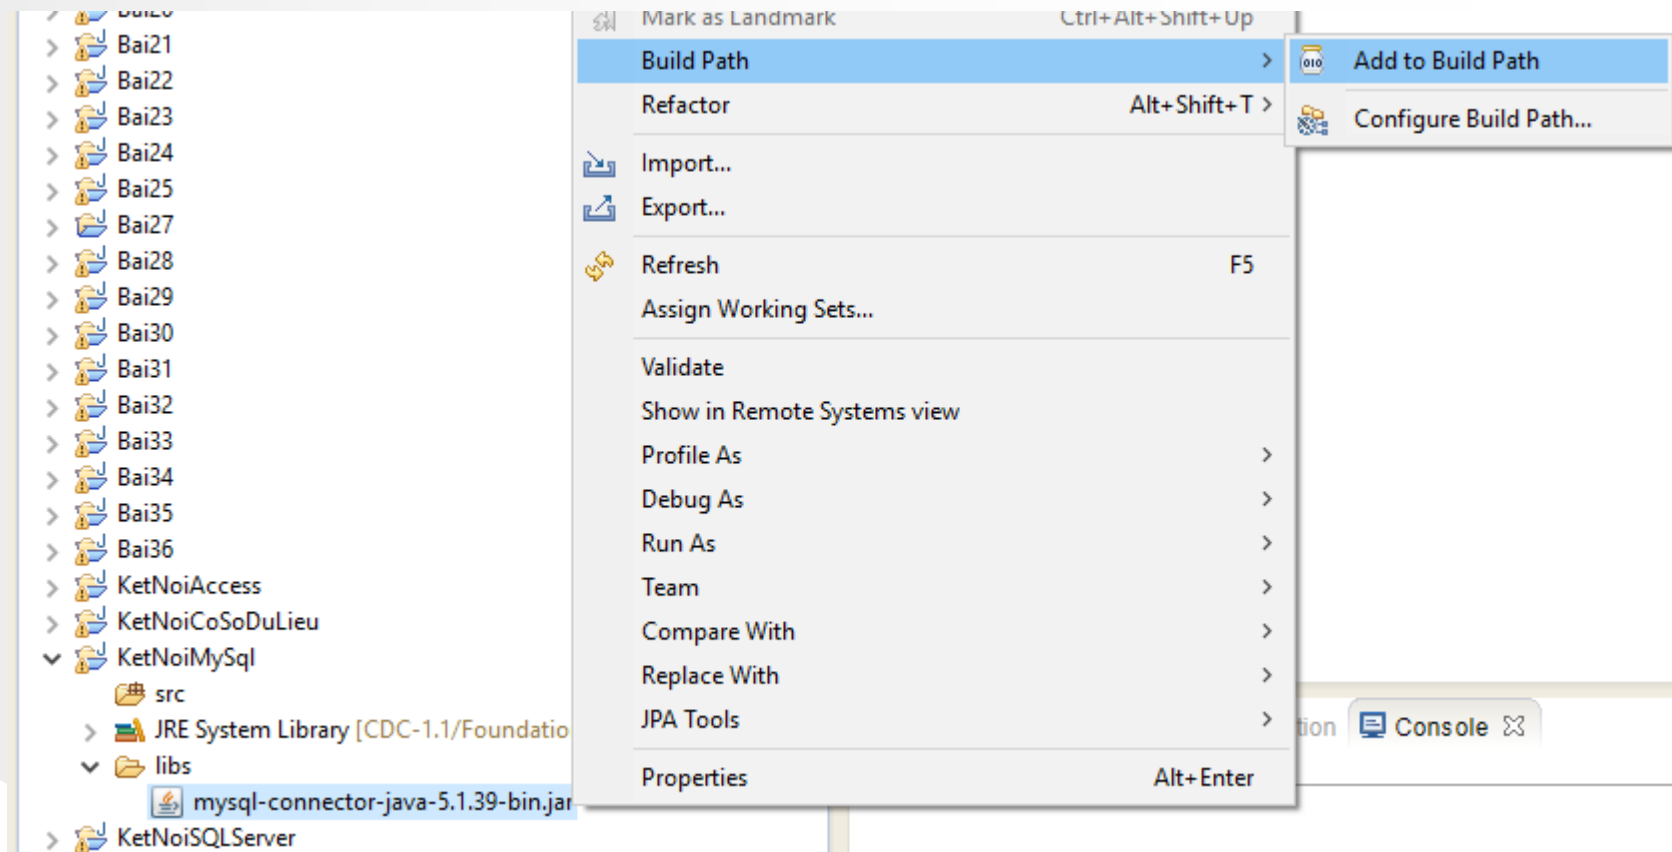 Bai20
Bai21
Bai22
Bai23
Bai24
Bai25
Bai27
Bai28
Bai29
Bai30
Bai31
Bai32
Bai33
Bai34
Bai35
Bai36
KetNoiAccess
KetNoiCoSoDuLieu
KetNoiMySql
src
JRE System Library [CDC-1.1/Foundatio
libs
mysql-connector-java-5.1.39-bin.jar
KetNoiSQLServer
Mark as Landmark Ctrl+Alt+Shift+Up
Build Path
Refactor Alt+Shift+T
Import...
Export...
Refresh F5
Assign Working Sets...
Validate
Show in Remote Systems view
Profile As
Debug As
Run As
Team
Compare With
Replace With
JPA Tools
Properties Alt+Enter
010
Add to Build Path
Configure Build Path...
tion
Console